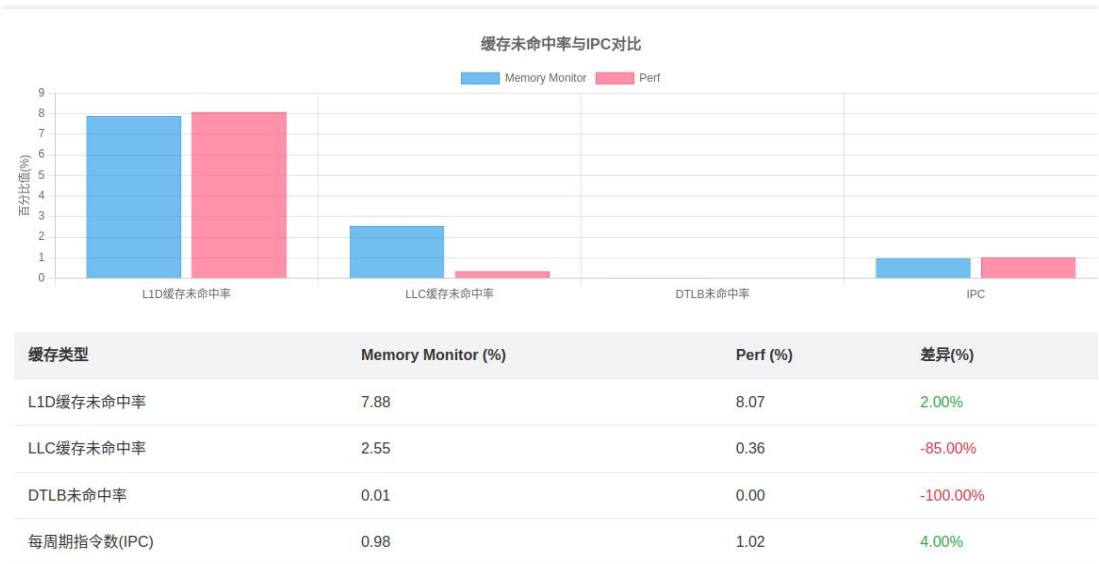 缓存未命中率与IPC对比
Memory Monitor Perf
百分比值(%)
9
8
7
6
5
4
3
2
1
0
L1D缓存未命中率 LLC缓存未命中率 DTLB未命中率 IPC
缓存类型 Memory Monitor (%) Perf (%) 差异(%)
L1D缓存未命中率 7.88 8.07 2.00%
LLC缓存未命中率 2.55 0.36 -85.00%
DTLB未命中率 0.01 0.00 -100.00%
每周期指令数(IPC) 0.98 1.02 4.00%